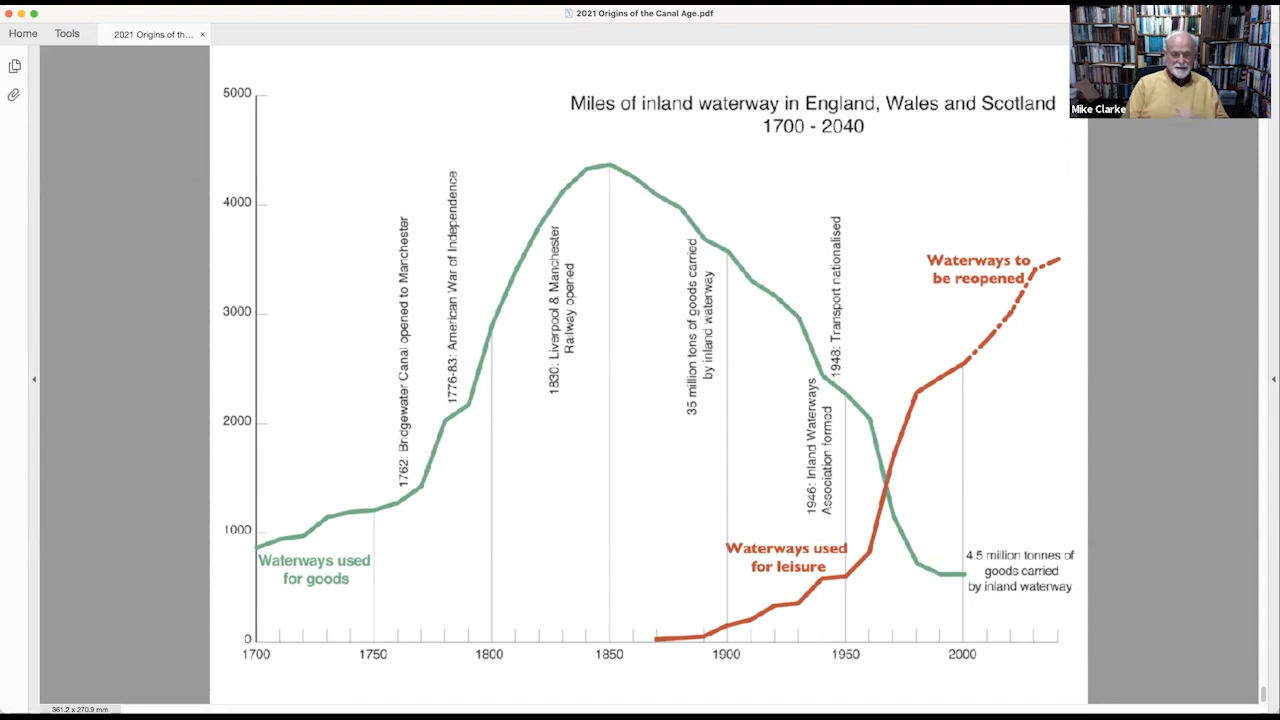 2021 Origins of the Canal Age.pdf
Home
Tools
2021 Origins of th...
×
Mike Clarke
Miles of inland waterway in England, Wales and Scotland
1700 - 2040
5000
4000
3000
2000
1000
0
1762: Bridgewater Canal opened to Manchester
1776-83: American War of Independence
1830: Liverpool & Manchester
Railway opened
35 million tons of goods carried
by inland waterway
1946: Inland Waterways
Association formed
1948: Transport nationalised
Waterways to
be reopened
Waterways used
for goods
Waterways used
for leisure
4.5 million tonnes of
goods carried
by inland waterway
1700
1750
1800
1850
1900
1950
2000
361.2 x 270.9 mm